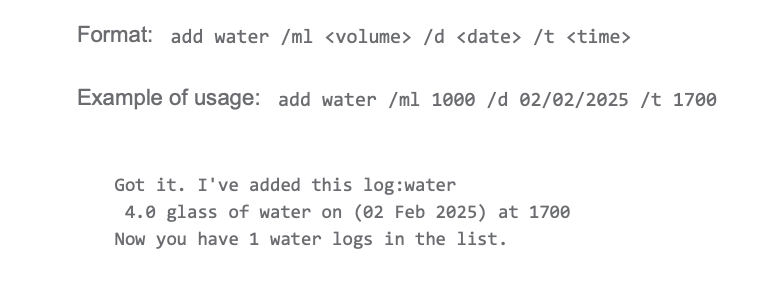 Format: add water /ml <volume> /d <date> /t <time>
Example of usage: add water /ml 1000 /d 02/02/2025 /t 1700
Got it. I've added this log:water
4.0 glass of water on (02 Feb 2025) at 1700
Now you have 1 water logs in the list.